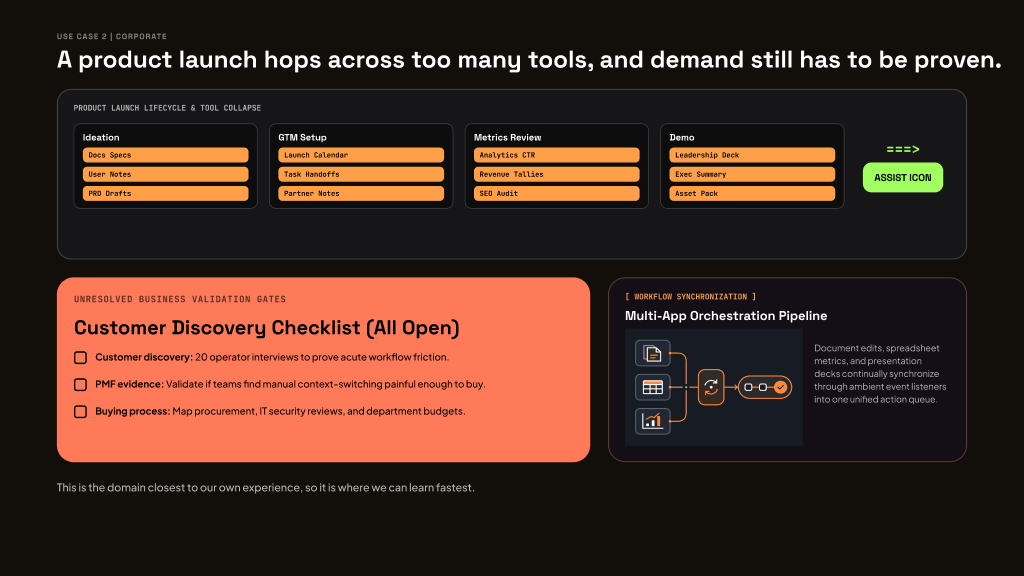 USE CASE 2 | CORPORATE
A product launch hops across too many tools, and demand still has to be proven.
PRODUCT LAUNCH LIFECYCLE & TOOL COLLAPSE
Ideation
Docs Specs
User Notes
PRD Drafts
GTM Setup
Launch Calendar
Task Handoffs
Partner Notes
Metrics Review
Analytics CTR
Revenue Tallies
SEO Audit
Demo
Leadership Deck
Exec Summary
Asset Pack
===>
ASSIST ICON
UNRESOLVED BUSINESS VALIDATION GATES
Customer Discovery Checklist (All Open)
Customer discovery: 20 operator interviews to prove acute workflow friction.
PMF evidence: Validate if teams find manual context-switching painful enough to buy.
Buying process: Map procurement, IT security reviews, and department budgets.
[ WORKFLOW SYNCHRONIZATION ]
Multi-App Orchestration Pipeline
Document edits, spreadsheet
metrics, and presentation
decks continually synchronize
through ambient event listeners
into one unified action queue.
This is the domain closest to our own experience, so it is where we can learn fastest.